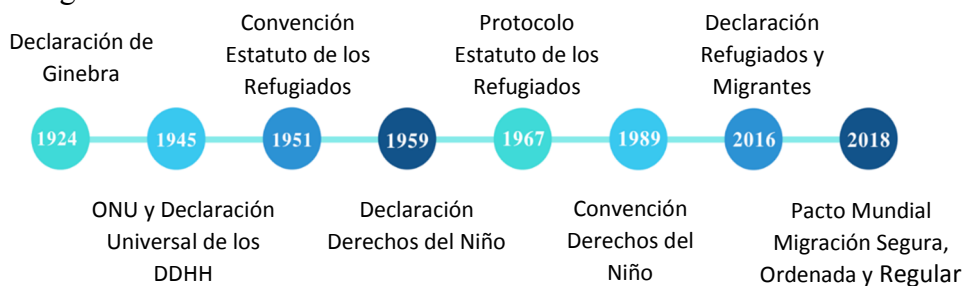 Declaración de
Ginebra
Convención
Estatuto de los
Refugiados
Protocolo
Estatuto de los
Refugiados
Declaración
Refugiados y
Migrantes
1924
1945
1951
1959
1967
1989
2016
2018
ONU y Declaración
Universal de los
DDHH
Declaración
Derechos del Niño
Convención
Derechos del
Niño
Pacto Mundial
Migración Segura,
Ordenada y Regular